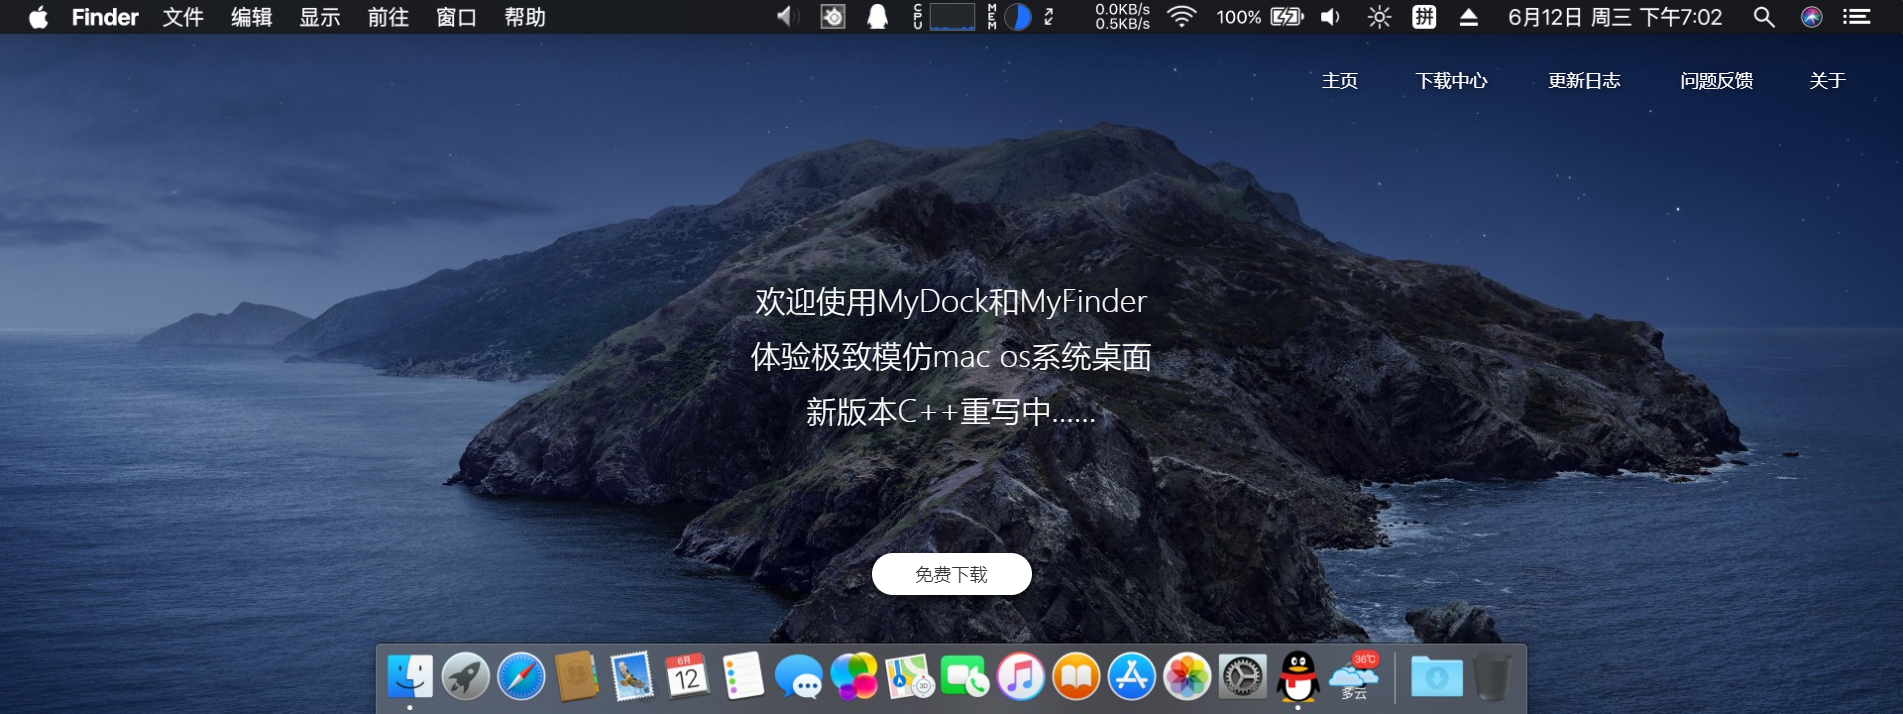 Finder 文件 编辑 显示 前往 窗口 帮助 CPU MEM 0.0KB/s 100% 拼 6月12日 周三 下午7:02
0.5KB/s
主页 下载中心 更新日志 问题反馈 关于
欢迎使用MyDock和MyFinder
体验极致模仿mac os系统桌面
新版本C++重写中......
免费下载
6月
12
3D
36℃
多云